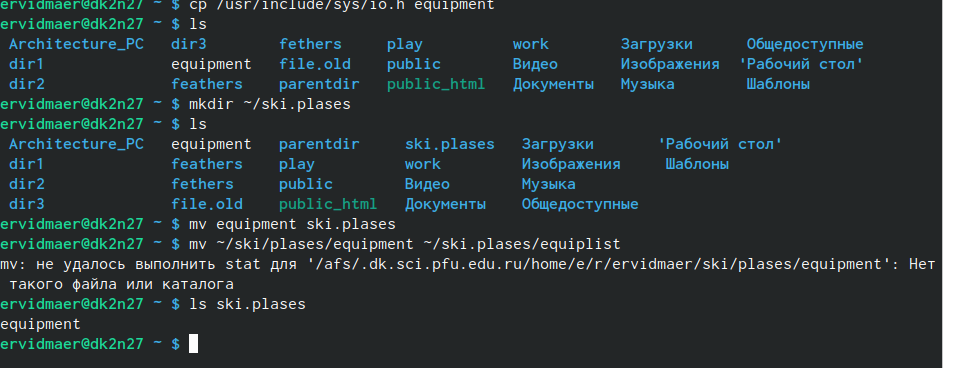 ervidmaer@dk2n27 ~ $ cp /usr/include/sys/io.h equipment
ervidmaer@dk2n27 ~ $ ls
Architecture_PC dir3 fethers play work Загрузки Общедоступные
dir1 equipment file.old public Видео Изображения 'Рабочий стол'
dir2 feathers parentdir public_html Документы Музыка Шаблоны
ervidmaer@dk2n27 ~ $ mkdir ~/ski.plases
ervidmaer@dk2n27 ~ $ ls
Architecture_PC equipment parentdir ski.plases Загрузки 'Рабочий стол'
dir1 feathers play work Изображения Шаблоны
dir2 fethers public Видео Музыка
dir3 file.old public_html Документы Общедоступные
ervidmaer@dk2n27 ~ $ mv equipment ski.plases
ervidmaer@dk2n27 ~ $ mv ~/ski/plases/equipment ~/ski.plases/equiplist
mv: не удалось выполнить stat для '/afs/.dk.sci.pfu.edu.ru/home/e/r/ervidmaer/ski/plases/equipment': Нет
такого файла или каталога
ervidmaer@dk2n27 ~ $ ls ski.plases
equipment
ervidmaer@dk2n27 ~ $